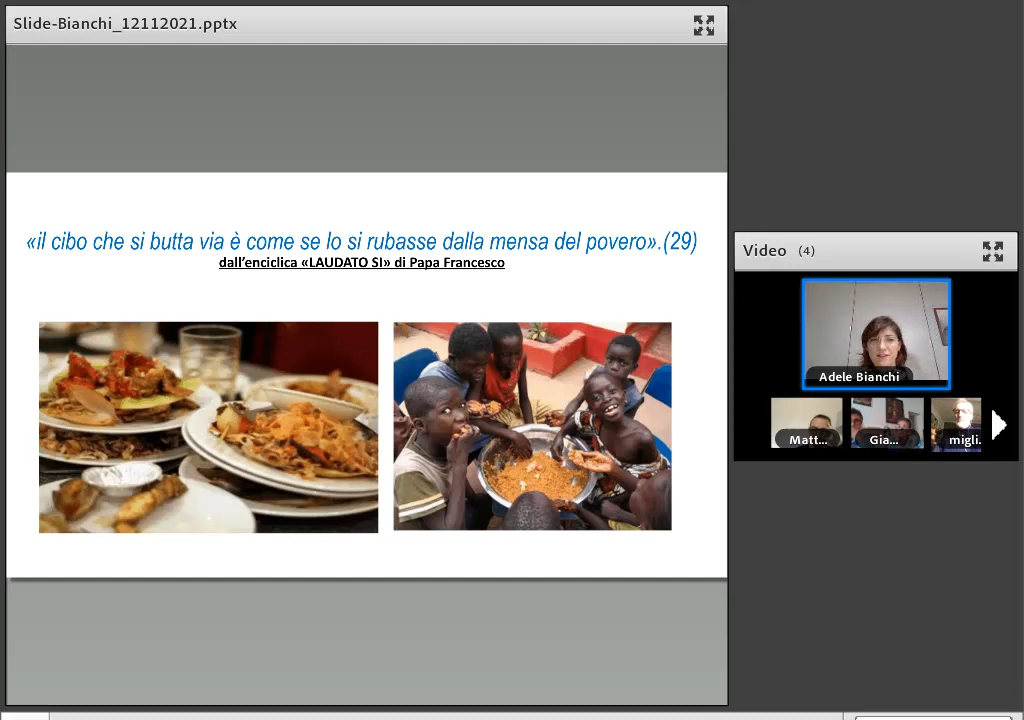 Slide-Bianchi_12112021.pptx
«il cibo che si butta via è come se lo si rubasse dalla mensa del povero».(29)
dall'enciclica «LAUDATO SI» di Papa Francesco
Video (4)
Adele Bianchi
Matt...
Gia...
migli.